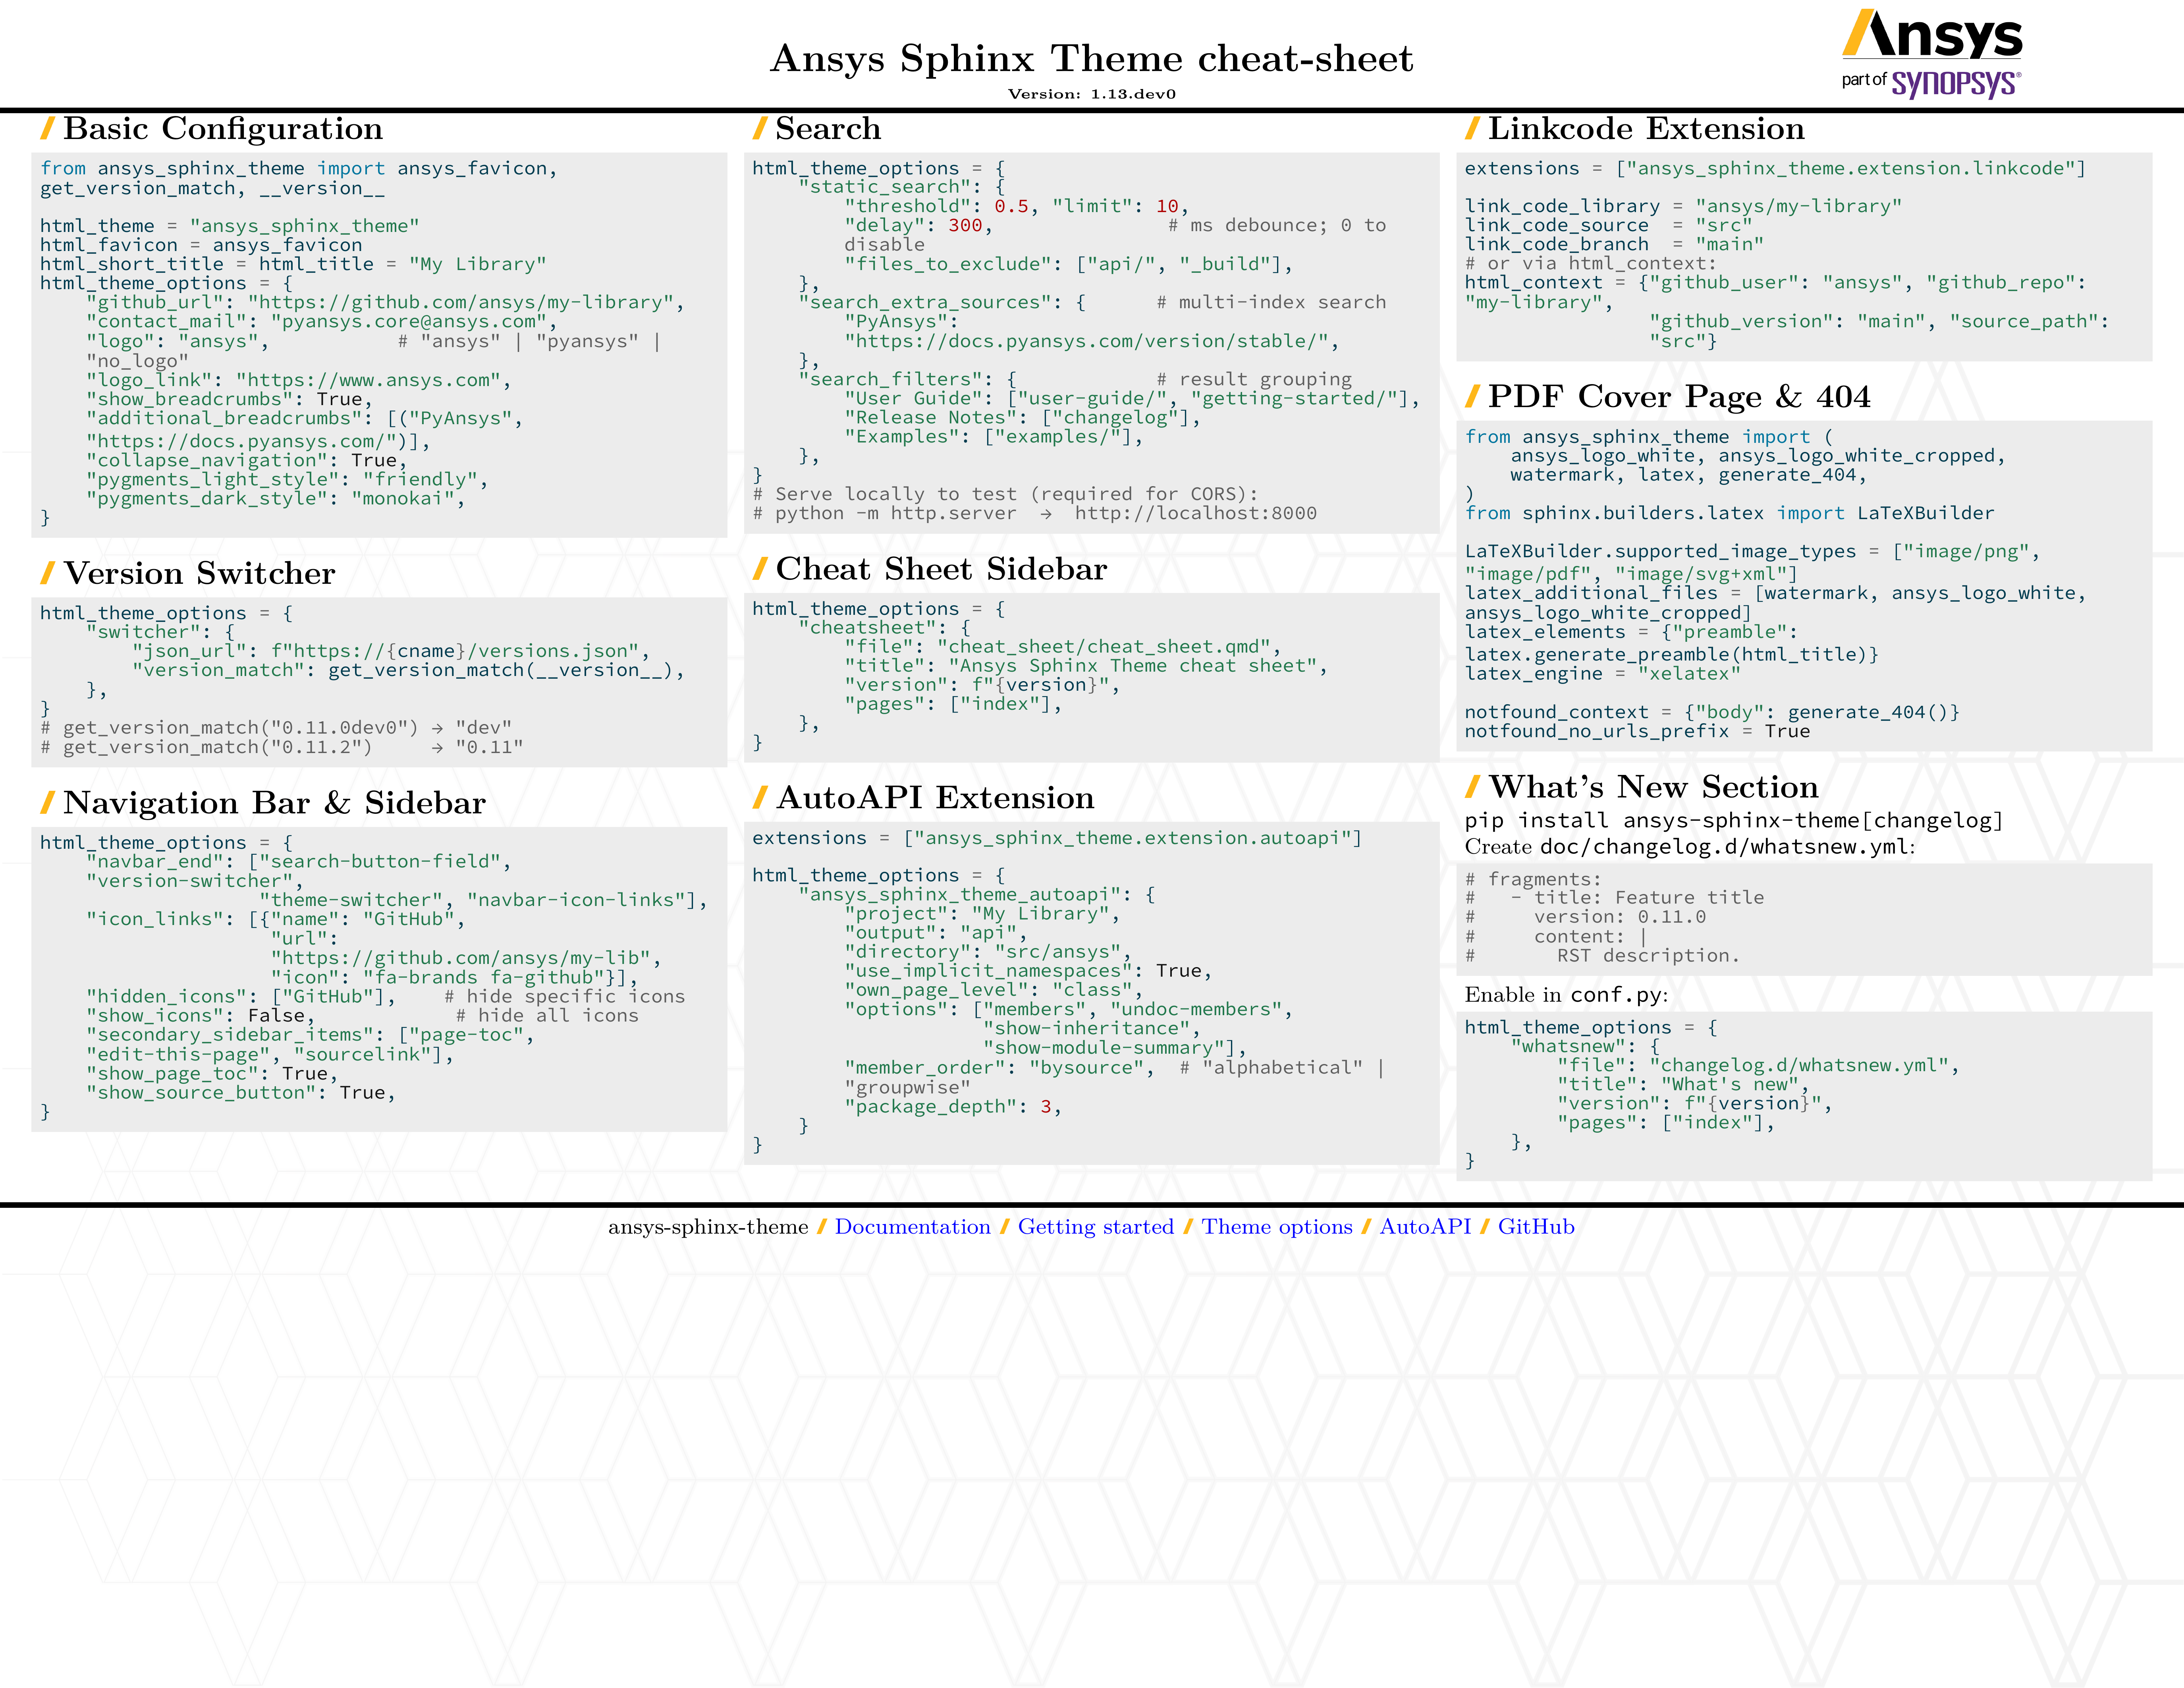 Ansys Sphinx Theme cheat-sheet
Version: 1.13.dev0
Ansys
part of SYNOPSYS®
Basic Configuration
from ansys_sphinx_theme import ansys_favicon,
get_version_match, __version__
html_theme = "ansys_sphinx_theme"
html_favicon = ansys_favicon
html_short_title = html_title = "My Library"
html_theme_options = {
    "github_url": "https://github.com/ansys/my-library",
    "contact_mail": "pyansys.core@ansys.com",
    "logo": "ansys",           # "ansys" | "pyansys" |
    "no_logo"
    "logo_link": "https://www.ansys.com",
    "show_breadcrumbs": True,
    "additional_breadcrumbs": [("PyAnsys",
    "https://docs.pyansys.com/")],
    "collapse_navigation": True,
    "pygments_light_style": "friendly",
    "pygments_dark_style": "monokai",
}
Version Switcher
html_theme_options = {
    "switcher": {
        "json_url": f"https://{cname}/versions.json",
        "version_match": get_version_match(__version__),
    },
}
# get_version_match("0.11.0dev0") → "dev"
# get_version_match("0.11.2")     → "0.11"
Navigation Bar & Sidebar
html_theme_options = {
    "navbar_end": ["search-button-field",
    "version-switcher",
                   "theme-switcher", "navbar-icon-links"],
    "icon_links": [{"name": "GitHub",
                    "url":
                    "https://github.com/ansys/my-lib",
                    "icon": "fa-brands fa-github"}],
    "hidden_icons": ["GitHub"],    # hide specific icons
    "show_icons": False,            # hide all icons
    "secondary_sidebar_items": ["page-toc",
    "edit-this-page", "sourcelink"],
    "show_page_toc": True,
    "show_source_button": True,
}
Search
html_theme_options = {
    "static_search": {
        "threshold": 0.5, "limit": 10,
        "delay": 300,               # ms debounce; 0 to
        disable
        "files_to_exclude": ["api/", "_build"],
    },
    "search_extra_sources": {      # multi-index search
        "PyAnsys":
        "https://docs.pyansys.com/version/stable/",
    },
    "search_filters": {            # result grouping
        "User Guide": ["user-guide/", "getting-started/"],
        "Release Notes": ["changelog"],
        "Examples": ["examples/"],
    },
}
# Serve locally to test (required for CORS):
# python -m http.server  →  http://localhost:8000
Cheat Sheet Sidebar
html_theme_options = {
    "cheatsheet": {
        "file": "cheat_sheet/cheat_sheet.qmd",
        "title": "Ansys Sphinx Theme cheat sheet",
        "version": f"{version}",
        "pages": ["index"],
    },
}
AutoAPI Extension
extensions = ["ansys_sphinx_theme.extension.autoapi"]
html_theme_options = {
    "ansys_sphinx_theme_autoapi": {
        "project": "My Library",
        "output": "api",
        "directory": "src/ansys",
        "use_implicit_namespaces": True,
        "own_page_level": "class",
        "options": ["members", "undoc-members",
                    "show-inheritance",
                    "show-module-summary"],
        "member_order": "bysource",  # "alphabetical" |
        "groupwise"
        "package_depth": 3,
    }
}
Linkcode Extension
extensions = ["ansys_sphinx_theme.extension.linkcode"]
link_code_library = "ansys/my-library"
link_code_source  = "src"
link_code_branch  = "main"
# or via html_context:
html_context = {"github_user": "ansys", "github_repo":
"my-library",
                "github_version": "main", "source_path":
                "src"}
PDF Cover Page & 404
from ansys_sphinx_theme import (
    ansys_logo_white, ansys_logo_white_cropped,
    watermark, latex, generate_404,
)
from sphinx.builders.latex import LaTeXBuilder
LaTeXBuilder.supported_image_types = ["image/png",
"image/pdf", "image/svg+xml"]
latex_additional_files = [watermark, ansys_logo_white,
ansys_logo_white_cropped]
latex_elements = {"preamble":
latex.generate_preamble(html_title)}
latex_engine = "xelatex"
notfound_context = {"body": generate_404()}
notfound_no_urls_prefix = True
What's New Section
pip install ansys-sphinx-theme[changelog]
Create doc/changelog.d/whatsnew.yml:
# fragments:
#   - title: Feature title
#     version: 0.11.0
#     content: |
#       RST description.
Enable in conf.py:
html_theme_options = {
    "whatsnew": {
        "file": "changelog.d/whatsnew.yml",
        "title": "What's new",
        "version": f"{version}",
        "pages": ["index"],
    },
}
ansys-sphinx-theme / Documentation / Getting started / Theme options / AutoAPI / GitHub